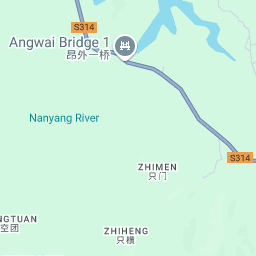 S314
Angwai Bridge 1
昂外一桥
Nanyang River
S314
ZHIMEN
只门
NGTUAN
空团
ZHIHENG
只横